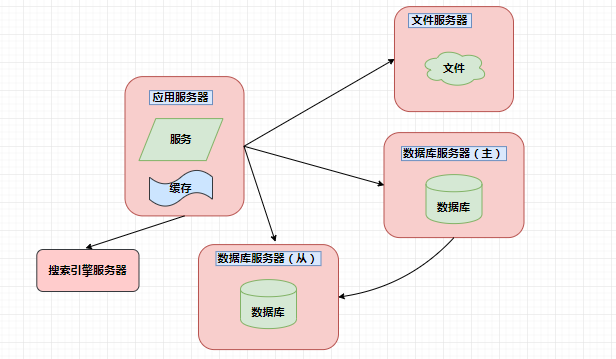 文件服务器
文件
应用服务器
服务
缓存
数据库服务器（主）
数据库
搜索引擎服务器
数据库服务器（从）
数据库